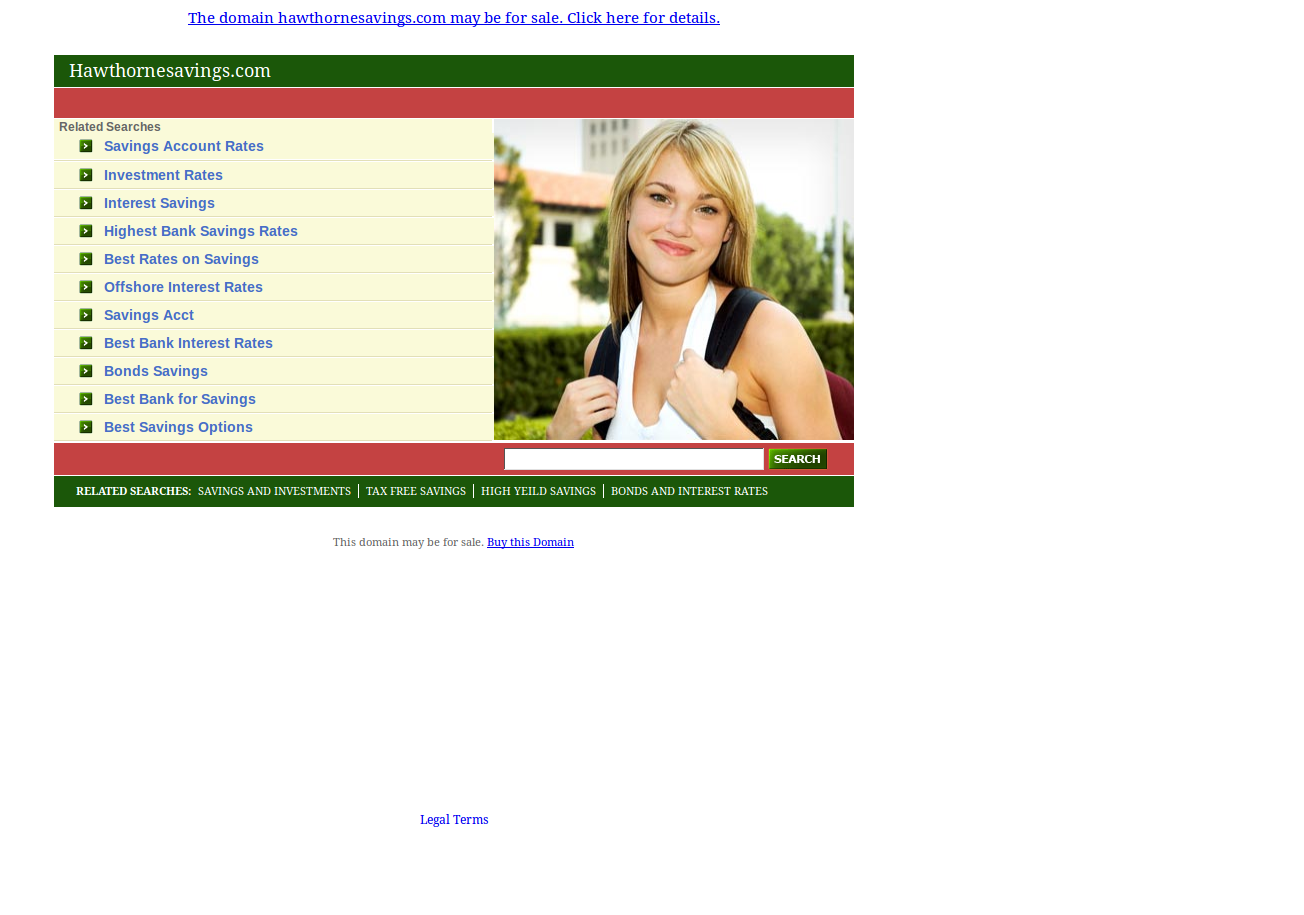 The domain hawthornesavings.com may be for sale. Click here for details.
Hawthornesavings.com
Related Searches
Savings Account Rates
Investment Rates
Interest Savings
Highest Bank Savings Rates
Best Rates on Savings
Offshore Interest Rates
Savings Acct
Best Bank Interest Rates
Bonds Savings
Best Bank for Savings
Best Savings Options
SEARCH
RELATED SEARCHES: SAVINGS AND INVESTMENTS TAX FREE SAVINGS HIGH YEILD SAVINGS BONDS AND INTEREST RATES
This domain may be for sale. Buy this Domain
Legal Terms